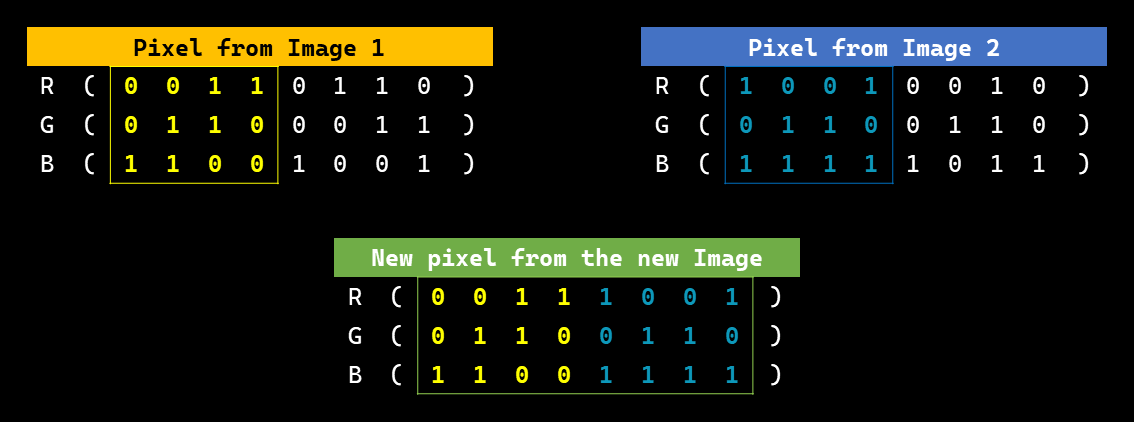 Pixel from Image 1
R ( 0 0 1 1 0 1 1 0 )
G ( 0 1 1 0 0 0 1 1 )
B ( 1 1 0 0 1 0 0 1 )
Pixel from Image 2
R ( 1 0 0 1 0 0 1 0 )
G ( 0 1 1 0 0 1 1 0 )
B ( 1 1 1 1 1 0 1 1 )
New pixel from the new Image
R ( 0 0 1 1 1 0 0 1 )
G ( 0 1 1 0 0 1 1 0 )
B ( 1 1 0 0 1 1 1 1 )